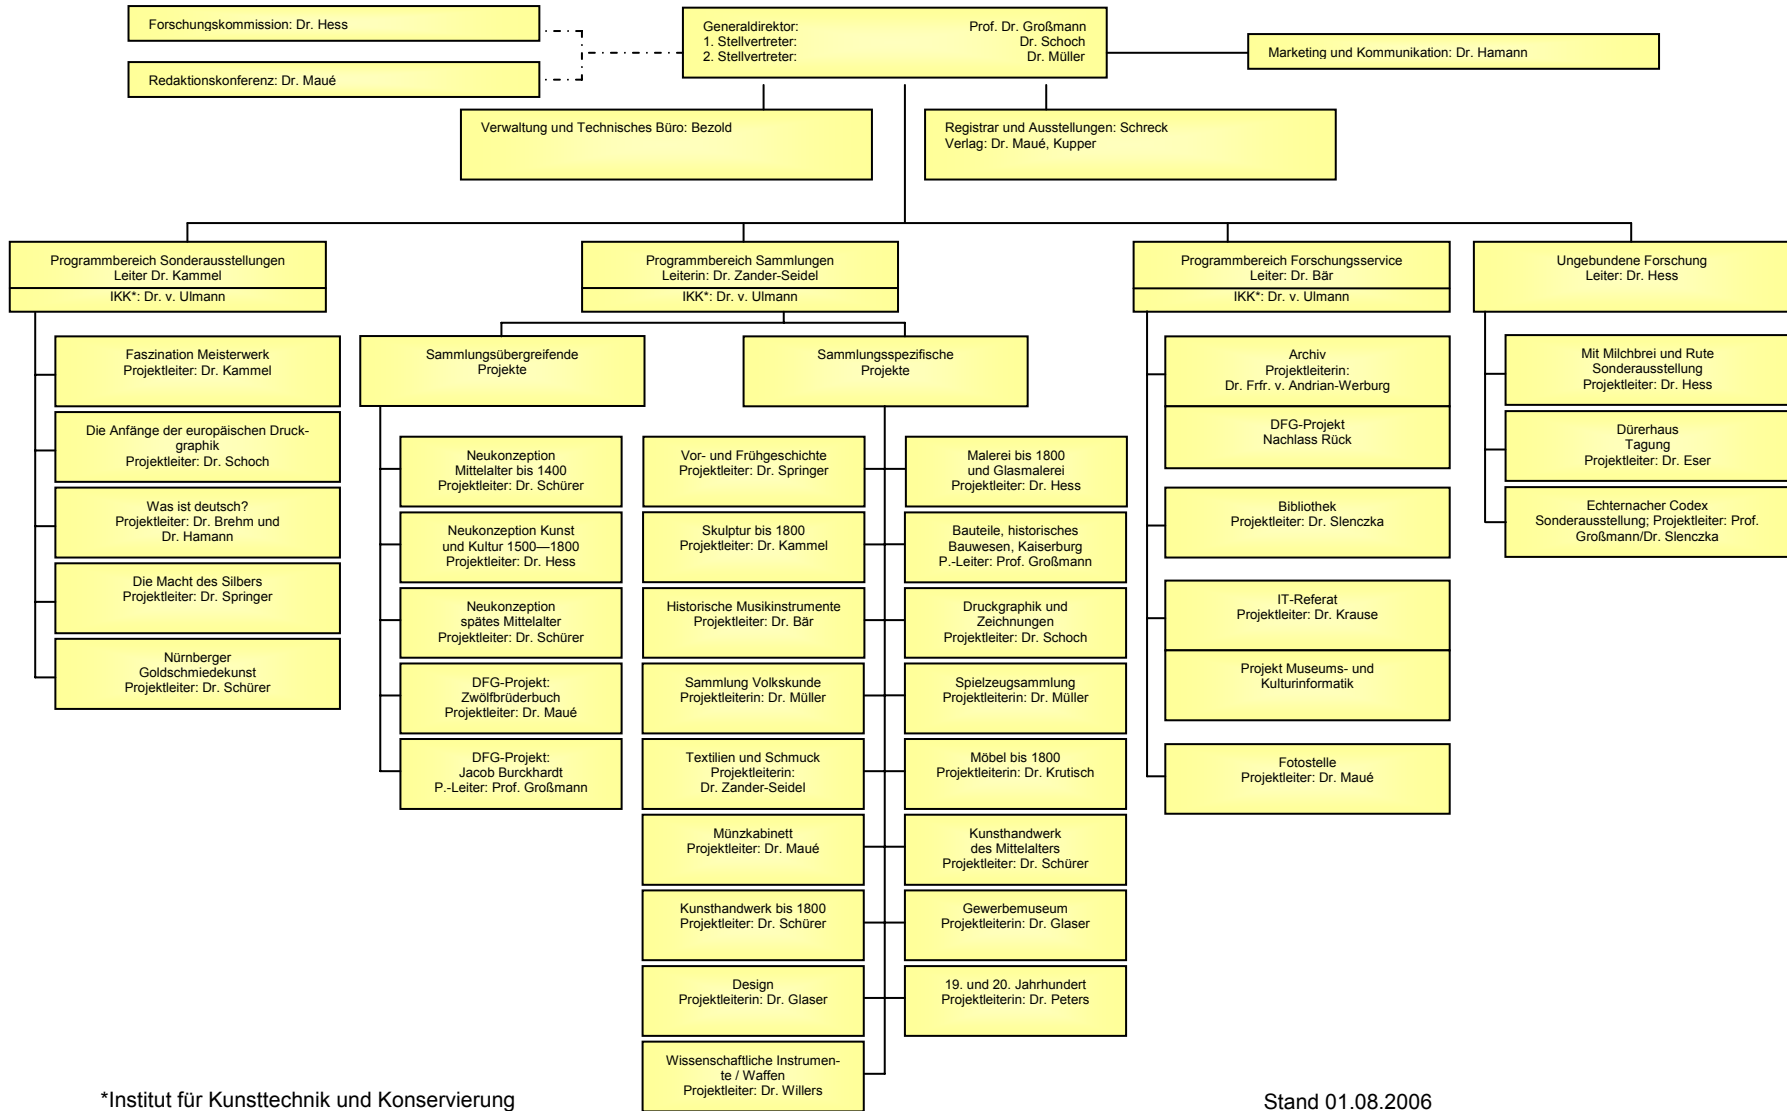 Forschungskommission: Dr. Hess
Redaktionskonferenz: Dr. Maué
Generaldirektor: Prof. Dr. Großmann
1. Stellvertreter: Dr. Schoch
2. Stellvertreter: Dr. Müller
Marketing und Kommunikation: Dr. Hamann
Verwaltung und Technisches Büro: Bezold
Registrar und Ausstellungen: Schreck
Verlag: Dr. Maué, Kupper
Programmbereich Sonderausstellungen
Leiter Dr. Kammel
IKK*: Dr. v. Ulmann
Faszination Meisterwerk
Projektleiter: Dr. Kammel
Die Anfänge der europäischen Druck-
graphik
Projektleiter: Dr. Schoch
Was ist deutsch?
Projektleiter: Dr. Brehm und
Dr. Hamann
Die Macht des Silbers
Projektleiter: Dr. Springer
Nürnberger
Goldschmiedekunst
Projektleiter: Dr. Schürer
Programmbereich Sammlungen
Leiterin: Dr. Zander-Seidel
IKK*: Dr. v. Ulmann
Sammlungsübergreifende
Projekte
Neukonzeption
Mittelalter bis 1400
Projektleiter: Dr. Schürer
Neukonzeption Kunst
und Kultur 1500—1800
Projektleiter: Dr. Hess
Neukonzeption
spätes Mittelalter
Projektleiter: Dr. Schürer
DFG-Projekt:
Zwölfbrüderbuch
Projektleiter: Dr. Maué
DFG-Projekt:
Jacob Burckhardt
P.-Leiter: Prof. Großmann
Sammlungsspezifische
Projekte
Vor- und Frühgeschichte
Projektleiter: Dr. Springer
Skulptur bis 1800
Projektleiter: Dr. Kammel
Historische Musikinstrumente
Projektleiter: Dr. Bär
Sammlung Volkskunde
Projektleiterin: Dr. Müller
Textilien und Schmuck
Projektleiterin:
Dr. Zander-Seidel
Münzkabinett
Projektleiter: Dr. Maué
Kunsthandwerk bis 1800
Projektleiter: Dr. Schürer
Design
Projektleiterin: Dr. Glaser
Wissenschaftliche Instrumen-
te / Waffen
Projektleiter: Dr. Willers
Malerei bis 1800
und Glasmalerei
Projektleiter: Dr. Hess
Bauteile, historisches
Bauwesen, Kaiserburg
P.-Leiter: Prof. Großmann
Druckgraphik und
Zeichnungen
Projektleiter: Dr. Schoch
Spielzeugsammlung
Projektleiterin: Dr. Müller
Möbel bis 1800
Projektleiterin: Dr. Krutisch
Kunsthandwerk
des Mittelalters
Projektleiter: Dr. Schürer
Gewerbemuseum
Projektleiterin: Dr. Glaser
19. und 20. Jahrhundert
Projektleiterin: Dr. Peters
Programmbereich Forschungsservice
Leiter: Dr. Bär
IKK*: Dr. v. Ulmann
Archiv
Projektleiterin:
Dr. Frfr. v. Andrian-Werburg
DFG-Projekt
Nachlass Rück
Bibliothek
Projektleiter: Dr. Slenczka
IT-Referat
Projektleiter: Dr. Krause
Projekt Museums- und
Kulturinformatik
Fotostelle
Projektleiter: Dr. Maué
Ungebundene Forschung
Leiter: Dr. Hess
Mit Milchbrei und Rute
Sonderausstellung
Projektleiter: Dr. Hess
Dürerhaus
Tagung
Projektleiter: Dr. Eser
Echternacher Codex
Sonderausstellung; Projektleiter: Prof.
Großmann/Dr. Slenczka
*Institut für Kunsttechnik und Konservierung
Stand 01.08.2006